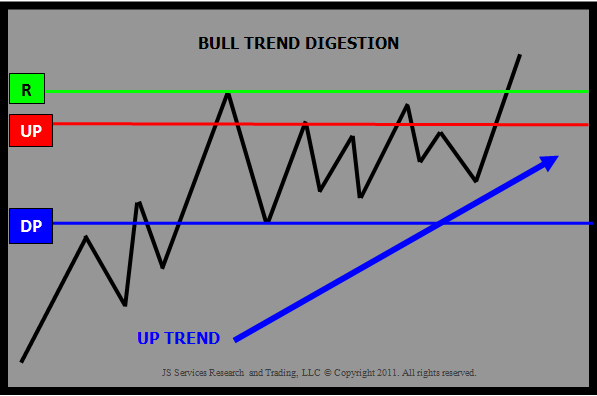 BULL TREND DIGESTION
R
UP
DP
UP TREND
JS Services Research and Trading, LLC © Copyright 2011. All rights reserved.